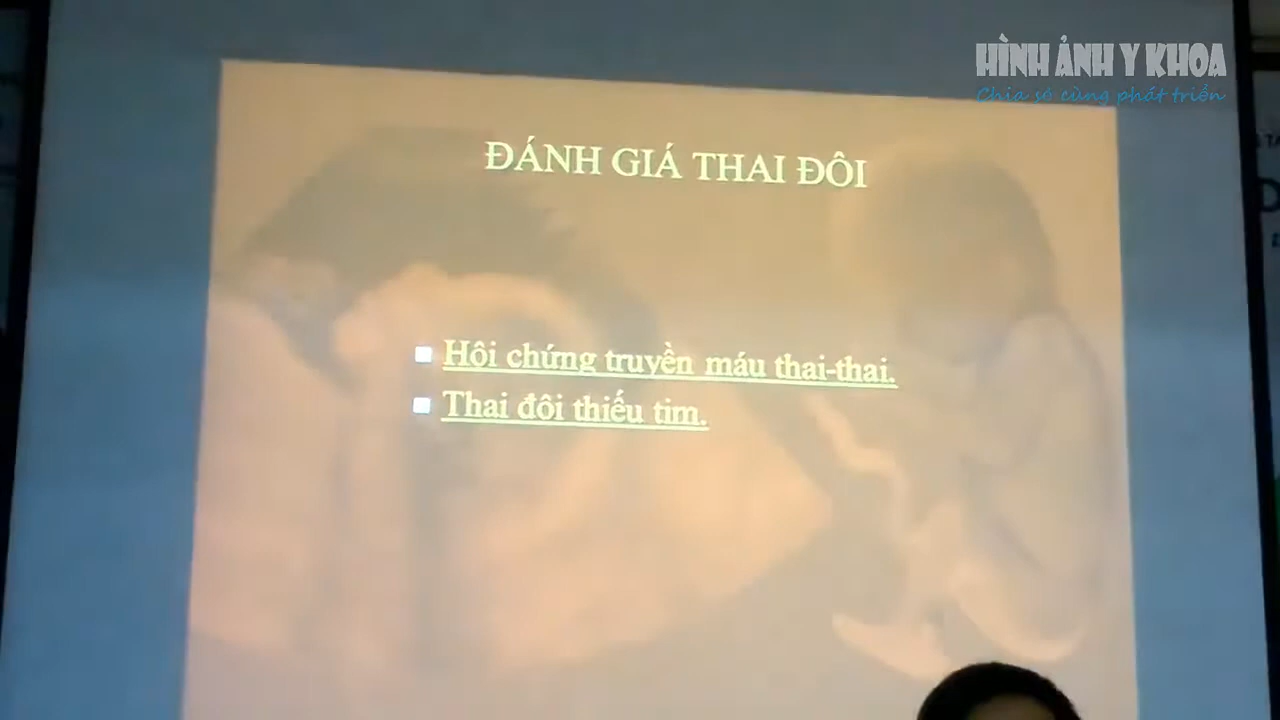 HÌNH ẢNH Y KHOA
Chia sẻ cùng phát triển
ĐÁNH GIÁ THAI ĐÔI
Hội chứng truyền máu thai-thai.
Thai đôi thiếu tim.